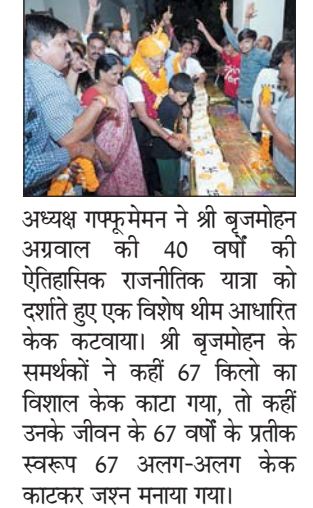 अध्यक्ष गफ्फू मेमन ने श्री बृजमोहन
अग्रवाल की 40 वर्षों की
ऐतिहासिक राजनीतिक यात्रा को
दर्शाते हुए एक विशेष थीम आधारित
केक कटवाया। श्री बृजमोहन के
समर्थकों ने कहीं 67 किलो का
विशाल केक काटा गया, तो कहीं
उनके जीवन के 67 वर्षों के प्रतीक
स्वरूप 67 अलग-अलग केक
काटकर जश्न मनाया गया।